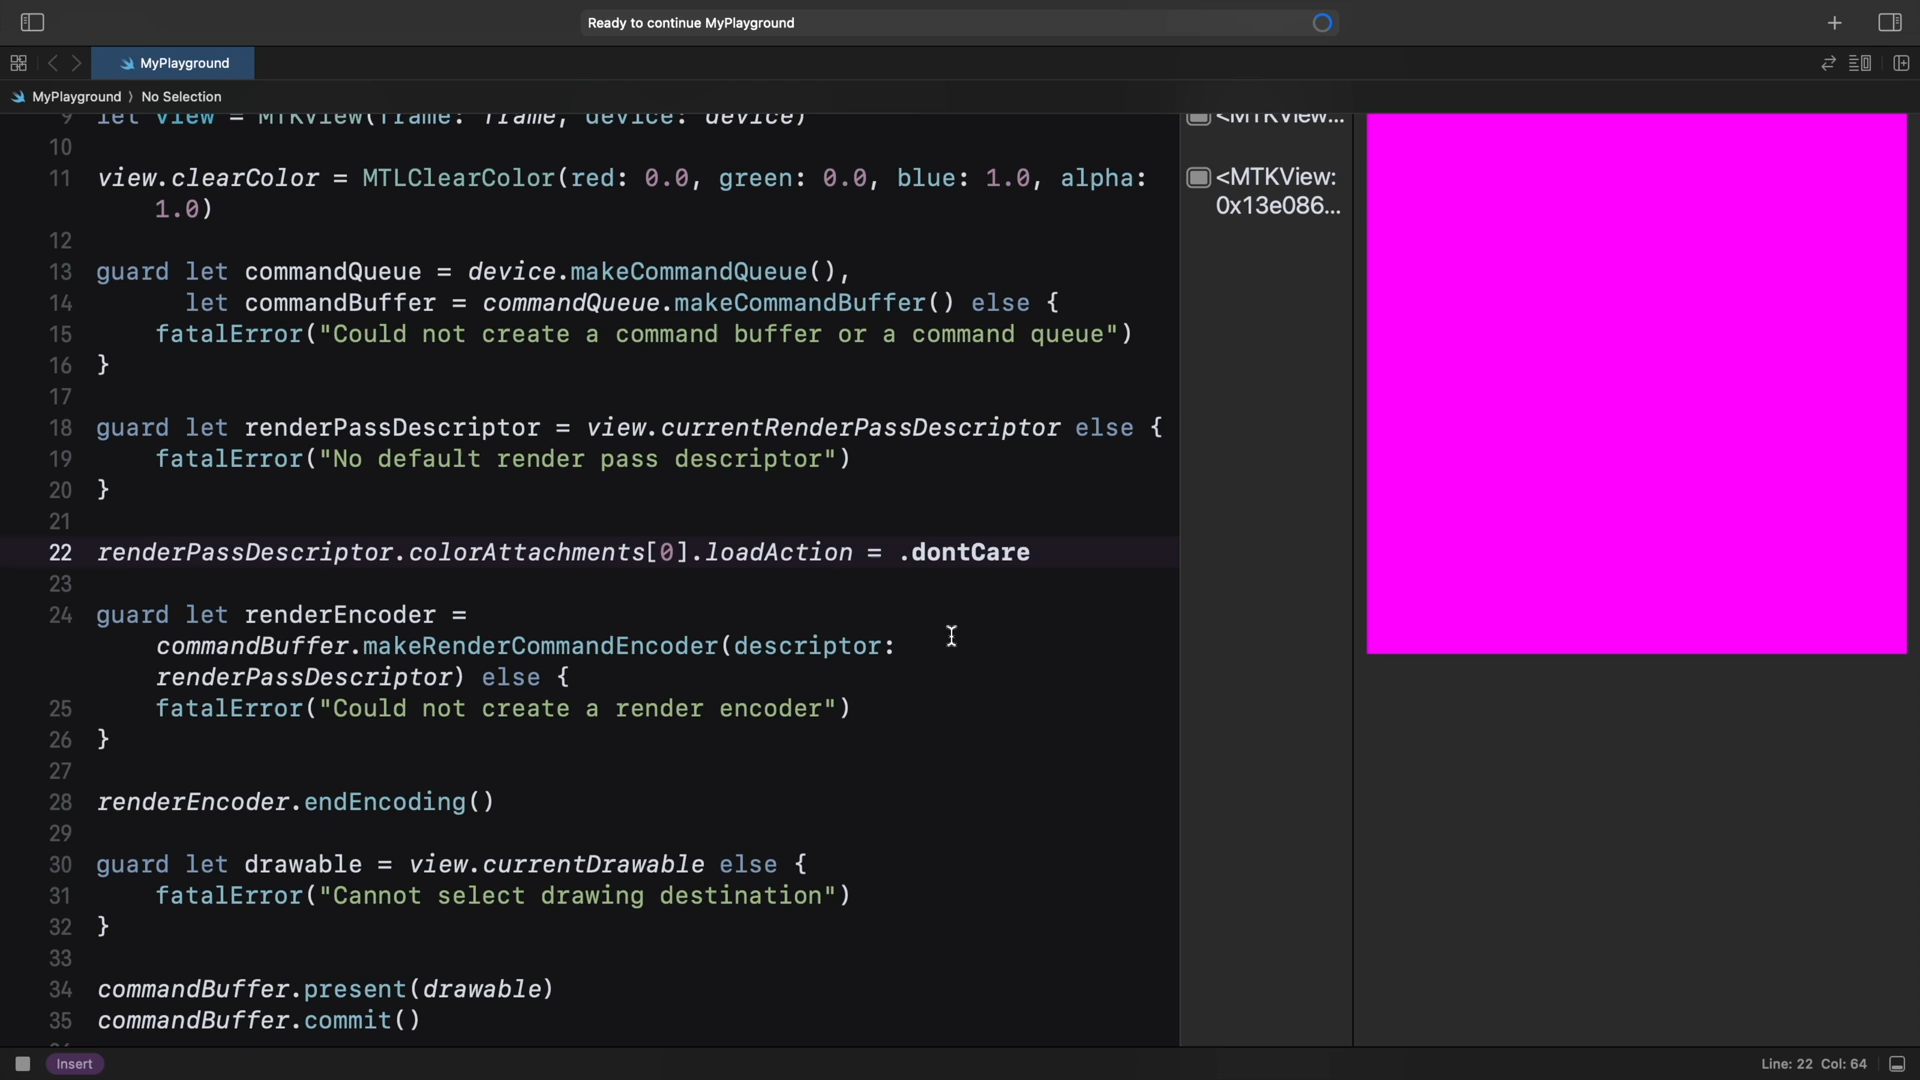 Ready to continue MyPlayground
MyPlayground
MyPlayground 〉 No Selection
9 let view = MTKView(frame: frame, device: device)
<MTKView...
10
11 view.clearColor = MTLClearColor(red: 0.0, green: 0.0, blue: 1.0, alpha:
1.0)
<MTKView:
0x13e086...
12
13 guard let commandQueue = device.makeCommandQueue(),
14 let commandBuffer = commandQueue.makeCommandBuffer() else {
15 fatalError("Could not create a command buffer or a command queue")
16 }
17
18 guard let renderPassDescriptor = view.currentRenderPassDescriptor else {
19 fatalError("No default render pass descriptor")
20 }
21
22 renderPassDescriptor.colorAttachments[0].loadAction = .dontCare
23
24 guard let renderEncoder =
commandBuffer.makeRenderCommandEncoder(descriptor:
renderPassDescriptor) else {
25 fatalError("Could not create a render encoder")
26 }
27
28 renderEncoder.endEncoding()
29
30 guard let drawable = view.currentDrawable else {
31 fatalError("Cannot select drawing destination")
32 }
33
34 commandBuffer.present(drawable)
35 commandBuffer.commit()
Insert
Line: 22 Col: 64